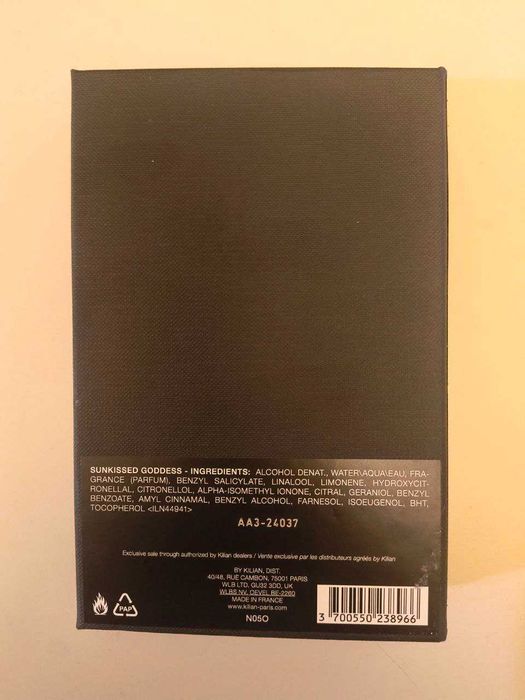 SUNKISSED GODDESS - INGREDIENTS: ALCOHOL DENAT., WATER\AQUA\EAU, FRA-
GRANCE (PARFUM), BENZYL SALICYLATE, LINALOOL, LIMONENE, HYDROXYCIT-
RONELLAL, CITRONELLOL, ALPHA-ISOMETHYL IONONE, CITRAL, GERANIOL, BENZYL
BENZOATE, AMYL CINNAMAL, BENZYL ALCOHOL, FARNESOL, ISOEUGENOL, BHT,
TOCOPHEROL <ILN44941>
AA3-24037
Exclusive sale through authorized by Kilian dealers / Vente exclusive par les distributeurs agréés by Kilian
BY KILIAN, DIST.
40/48, RUE CAMBON, 75001 PARIS
WLB LTD, GU32 3DD, UK
WLBS NV, OEVEL BE-2260
MADE IN FRANCE
www.kilian-paris.com
N05O
PAP
3 700550 238966